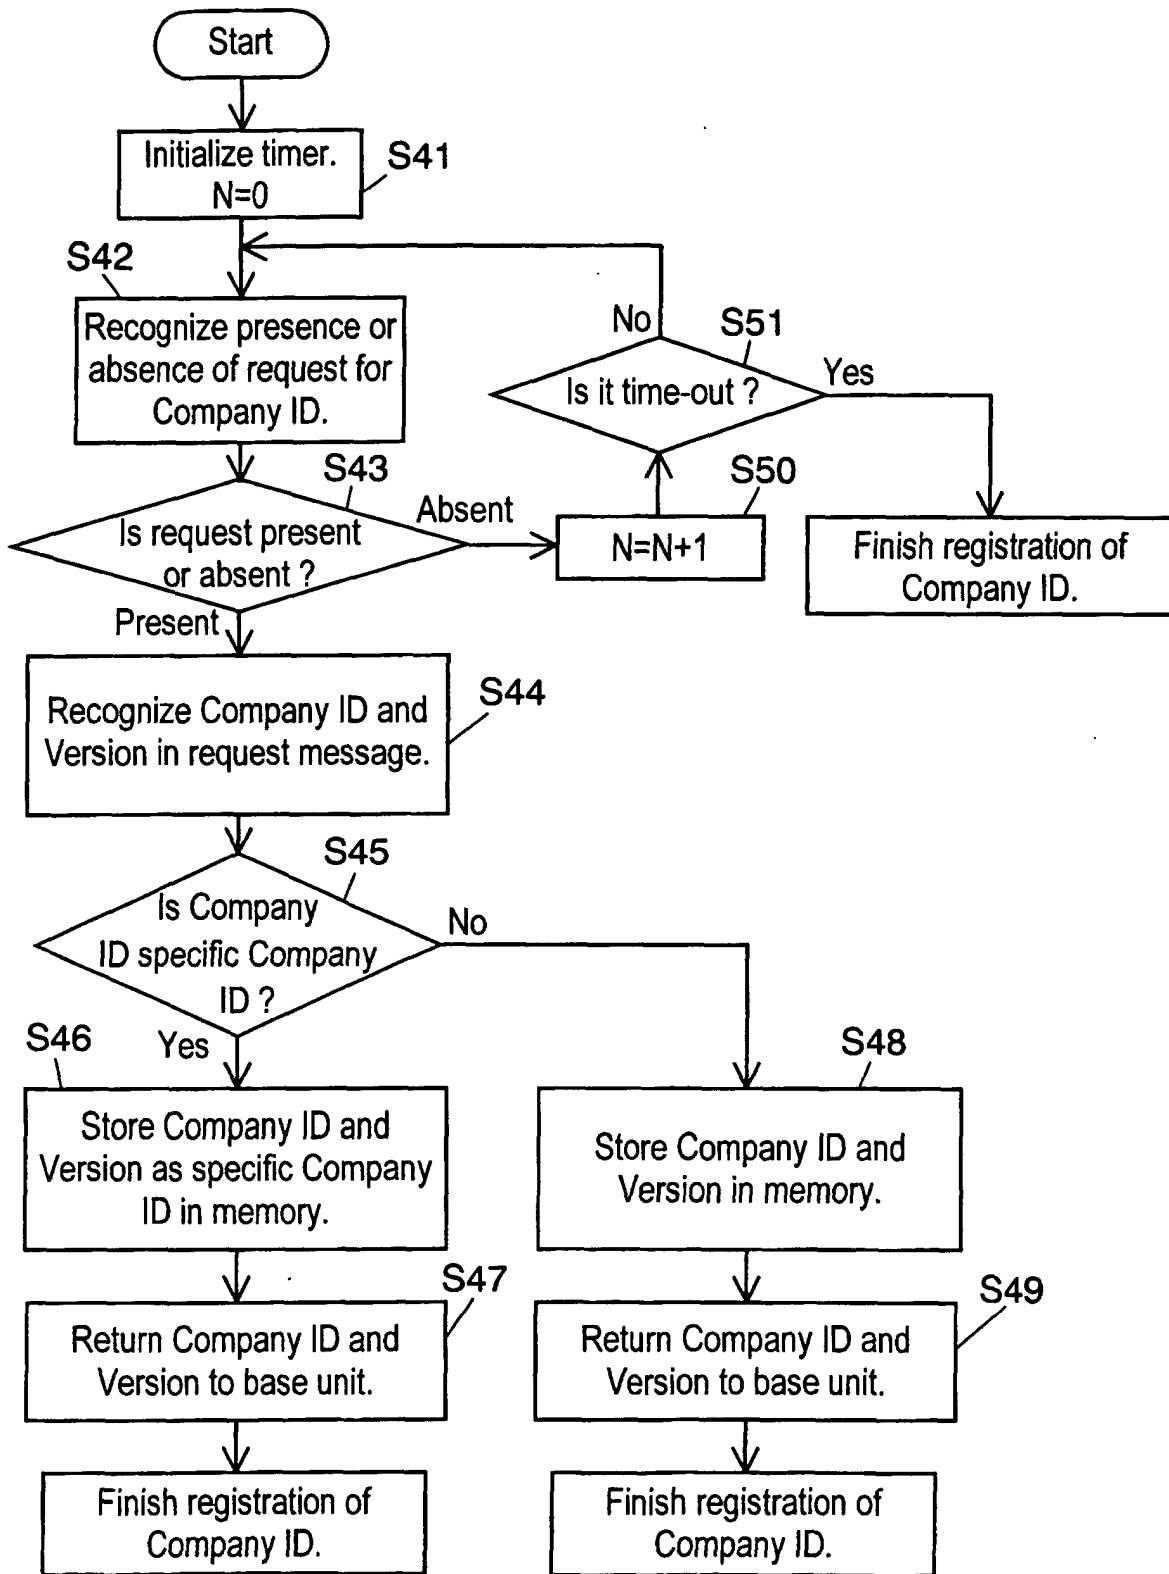 Start
Initialize timer.
N=0
S41
S42
Recognize presence or
absence of request for
Company ID.
No
S51
Is it time-out ?
Yes
S43
Is request present
or absent ?
Absent
S50
N=N+1
Finish registration of
Company ID.
Present
Recognize Company ID and
Version in request message.
S44
S45
Is Company
ID specific Company
ID ?
No
Yes
S46
Store Company ID and
Version as specific Company
ID in memory.
S48
Store Company ID and
Version in memory.
S47
Return Company ID and
Version to base unit.
S49
Return Company ID and
Version to base unit.
Finish registration of
Company ID.
Finish registration of
Company ID.